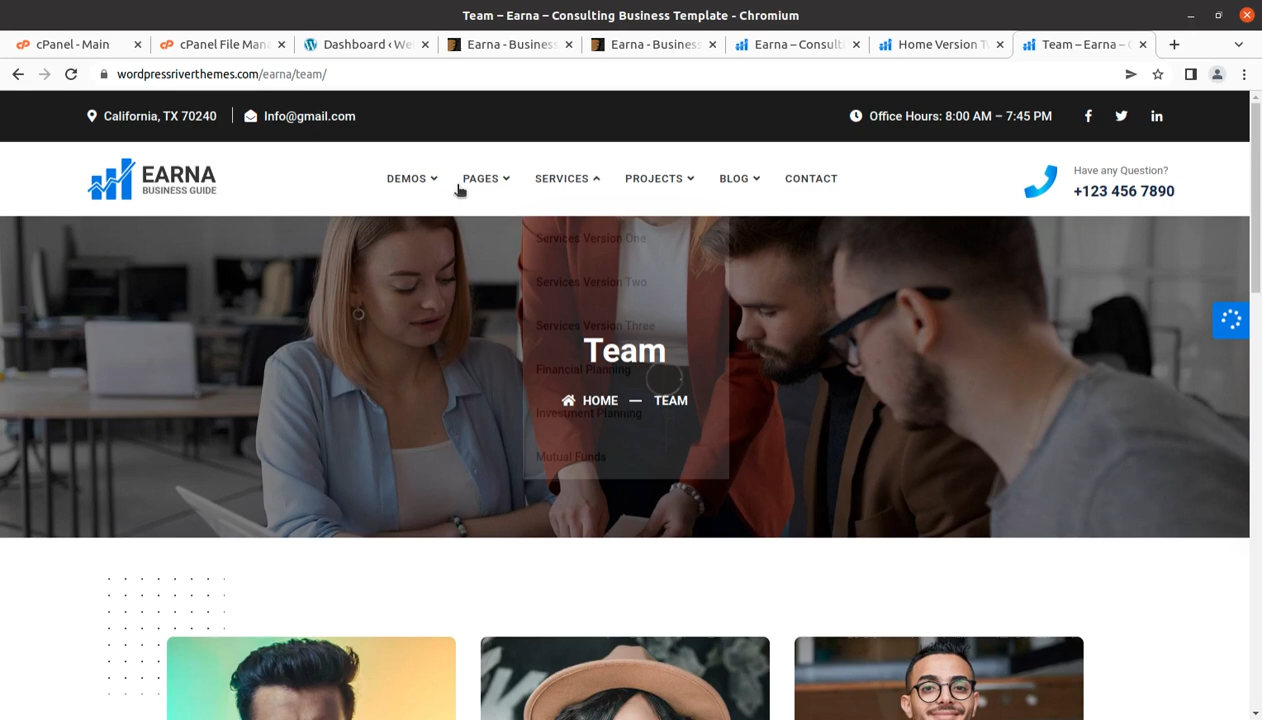 Team – Earna – Consulting Business Template - Chromium
cPanel - Main
cPanel File Man
Dashboard ‹ We
Earna - Business
Earna - Business
Earna – Consult
Home Version T
Team – Earna –
wordpressriverthemes.com/earna/team/
California, TX 70240
Info@gmail.com
Office Hours: 8:00 AM – 7:45 PM
EARNA
BUSINESS GUIDE
DEMOS
PAGES
SERVICES
PROJECTS
BLOG
CONTACT
Have any Question?
+123 456 7890
Services Version One
Services Version Two
Services Version Three
Team
Financial Planning
HOME — TEAM
Investment Planning
Mutual Funds